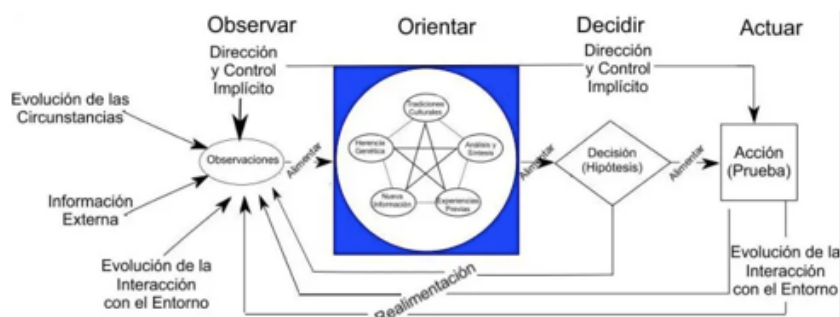 Observar
Orientar
Decidir
Actuar
Dirección
y Control
Implícito
Dirección
y Control
Implícito
Evolución de las
Circunstancias
Observaciones
Información
Externa
Evolución de la
Interacción
con el Entorno
Alimentar
Tradiciones
Culturales
Herencia
Genética
Análisis y
Síntesis
Nueva
Información
Experiencias
Previas
Alimentar
Decisión
(Hipótesis)
Alimentar
Acción
(Prueba)
Realimentación
Evolución de la
Interacción
con el Entorno